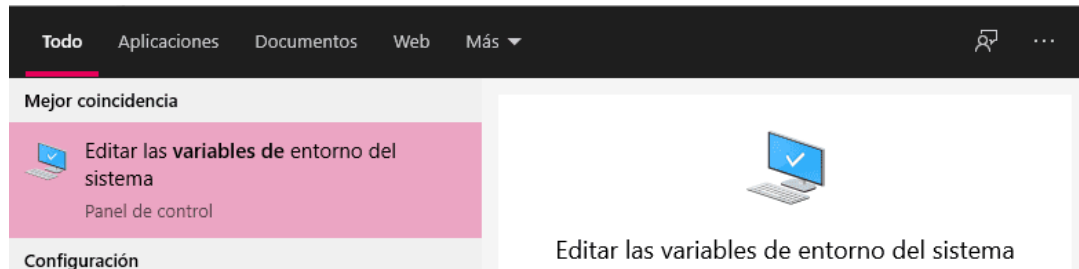 Todo Aplicaciones Documentos Web Más
Mejor coincidencia
Editar las variables de entorno del
sistema
Panel de control
Configuración
Editar las variables de entorno del sistema